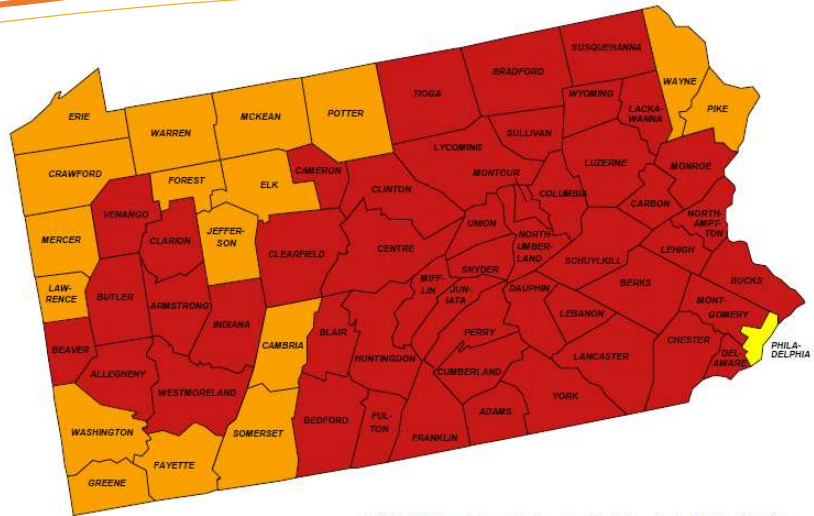 SUSQUEHANNA
BRADFORD
TIOGA
WAYNE
WYOMING
LACKA-
WANNA
PIKE
POTTER
MCKEAN
ERIE
WARREN
SULLIVAN
LYCOMING
CRAWFORD
FOREST
ELK
CAMERON
CLINTON
MONTOUR
COLUMBIA
LUZERNE
MONROE
VENANGO
CARBON
NORTH-
AMPT-
TON
MERCER
CLARION
JEFFER-
SON
CLEARFIELD
CENTRE
UNION
NORTH-
UMBER-
LAND
SCHUYLKILL
LEHIGH
LAW-
RENCE
BUTLER
ARMSTRONG
INDIANA
SNYDER
MIFF-
LIN
JUN-
IATA
DAUPHIN
BERKS
BUCKS
LEBANON
MONT-
GOMERY
BEAVER
CAMBRIA
BLAIR
HUNTINGDON
PERRY
CHESTER
PHILA-
DELPHIA
DEL-
AWARE
ALLEGHENY
WESTMORELAND
CUMBERLAND
LANCASTER
WASHINGTON
SOMERSET
BEDFORD
FUL-
TON
FRANKLIN
ADAMS
YORK
FAYETTE
GREENE